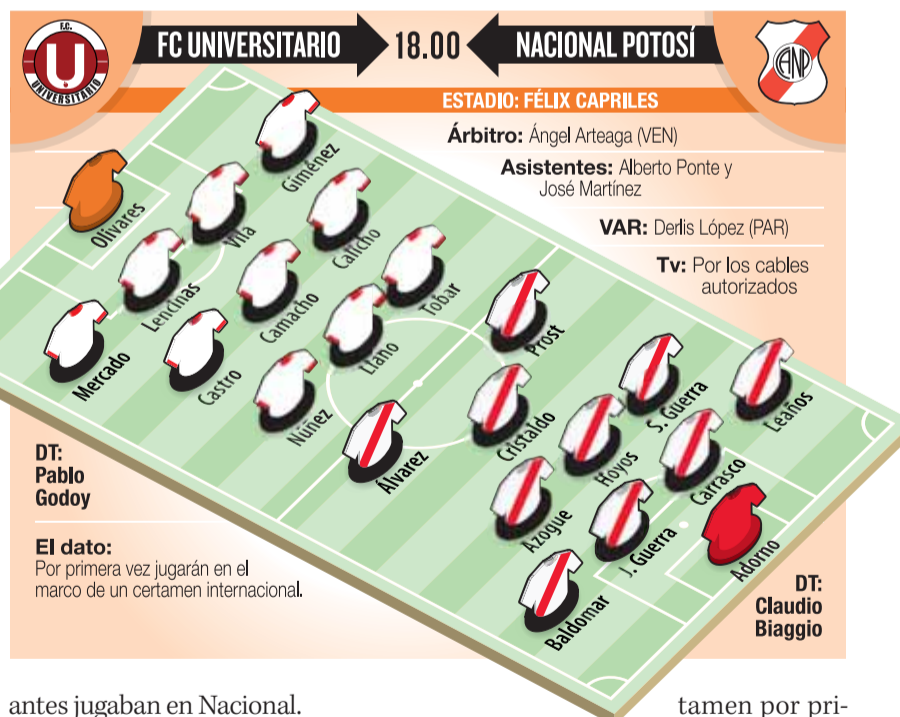 F.C.
U
UNIVERSITARIO
FC UNIVERSITARIO
18.00
NACIONAL POTOSÍ
CANP
ESTADIO: FÉLIX CAPRILES
Árbitro: Ángel Arteaga (VEN)
Asistentes: Alberto Ponte y
José Martínez
VAR: Derlis López (PAR)
Tv: Por los cables
autorizados
Olivares
Giménez
Vila
Lencinas
Mercado
Calicho
Camacho
Castro
Tobar
Llano
Núñez
Álvarez
Prost
Cristaldo
Azogue
S. Guerra
Hoyos
Leaños
Carrasco
J. Guerra
Baldomar
Adorno
DT:
Pablo
Godoy
El dato:
Por primera vez jugarán en el
marco de un certamen internacional.
DT:
Claudio
Biaggio
antes jugaban en Nacional.
tamen por pri-